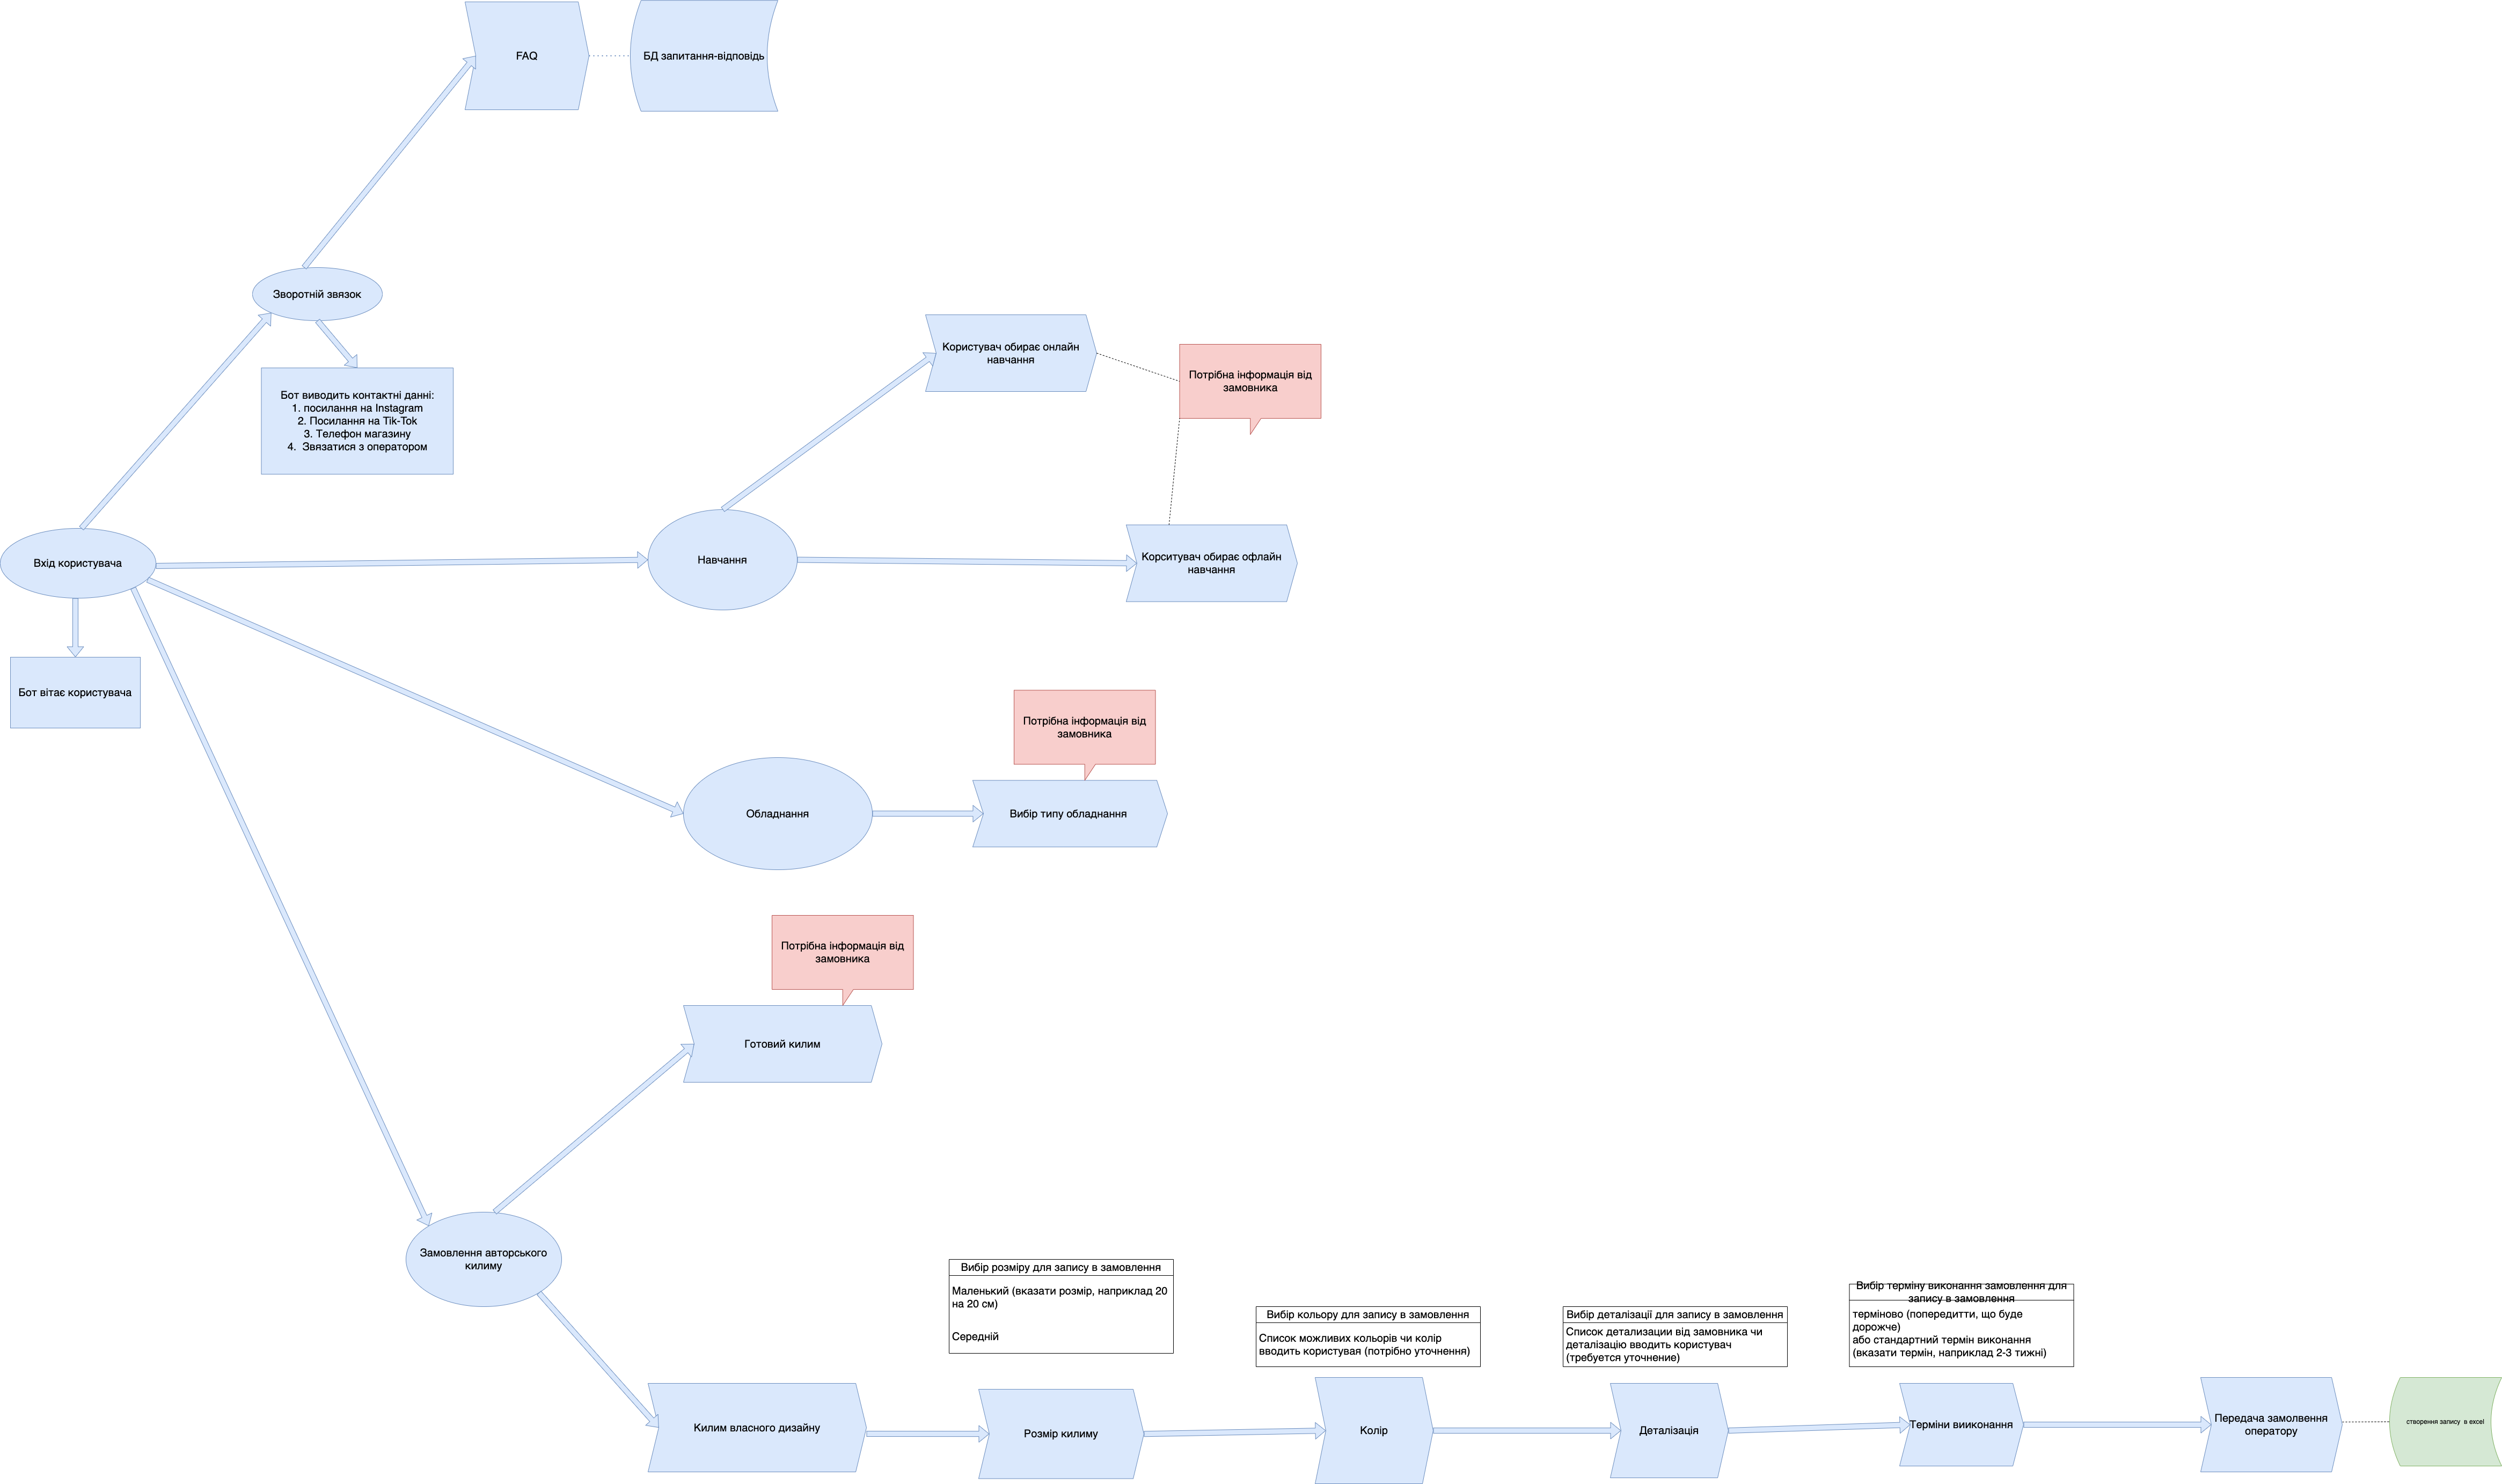 FAQ
БД запитання-відповідь
Зворотній звязок
Бот виводить контактні данні:
1. посилання на Instagram
2. Посилання на Tik-Tok
3. Телефон магазину
4.  Звязатися з оператором
Користувач обирає онлайн
навчання
Потрібна інформація від
замовника
Вхід користувача
Навчання
Корситувач обирає офлайн
навчання
Бот вітає користувача
Потрібна інформація від
замовника
Обладнання
Вибір типу обладнання
Потрібна інформація від
замовника
Готовий килим
Замовлення авторського
килиму
Вибір розміру для запису в замовлення
Маленький (вказати розмір, наприклад 20
на 20 см)
Середній
Вибір кольору для запису в замовлення
Список можливих кольорів чи колір
вводить користувая (потрібно уточнення)
Вибір деталізації для запису в замовлення
Список детализации від замовника чи
деталізацію вводить користувач
(требуется уточнение)
Вибір терміну виконання замовлення для
запису в замовлення
терміново (попередитти, що буде
дорожче)
або стандартний термін виконання
(вказати термін, наприклад 2-3 тижні)
Килим власного дизайну
Розмір килиму
Колір
Деталізація
Терміни вииконання
Передача замолвення
оператору
створення запису  в excel